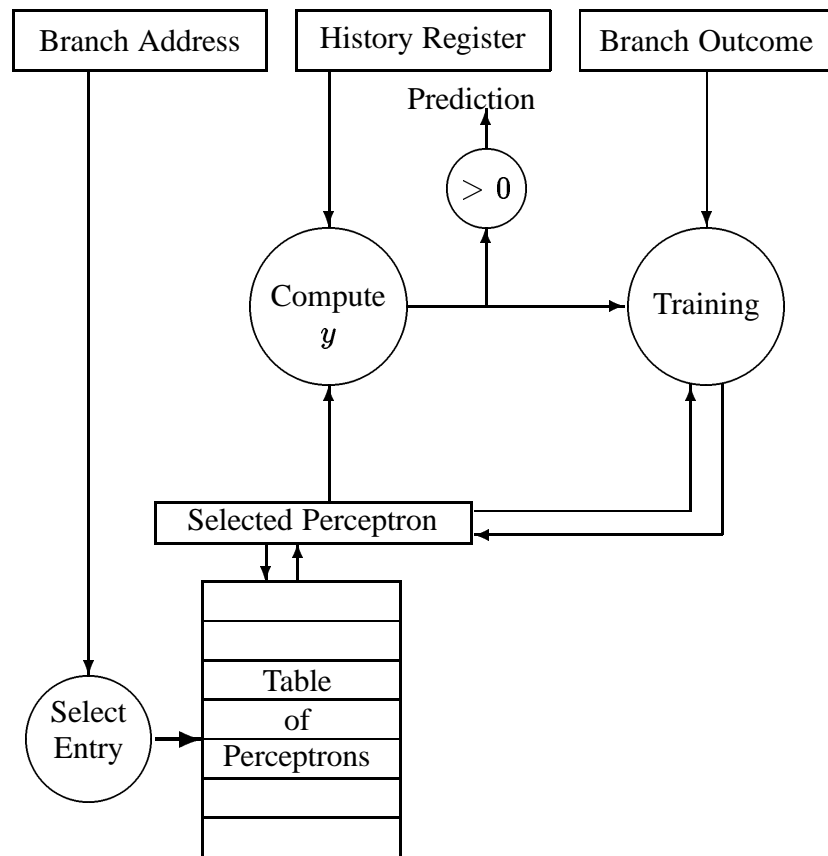 Branch Address
History Register
Branch Outcome
Prediction
> 0
Compute
y
Training
Selected Perceptron
Table
of
Perceptrons
Select
Entry